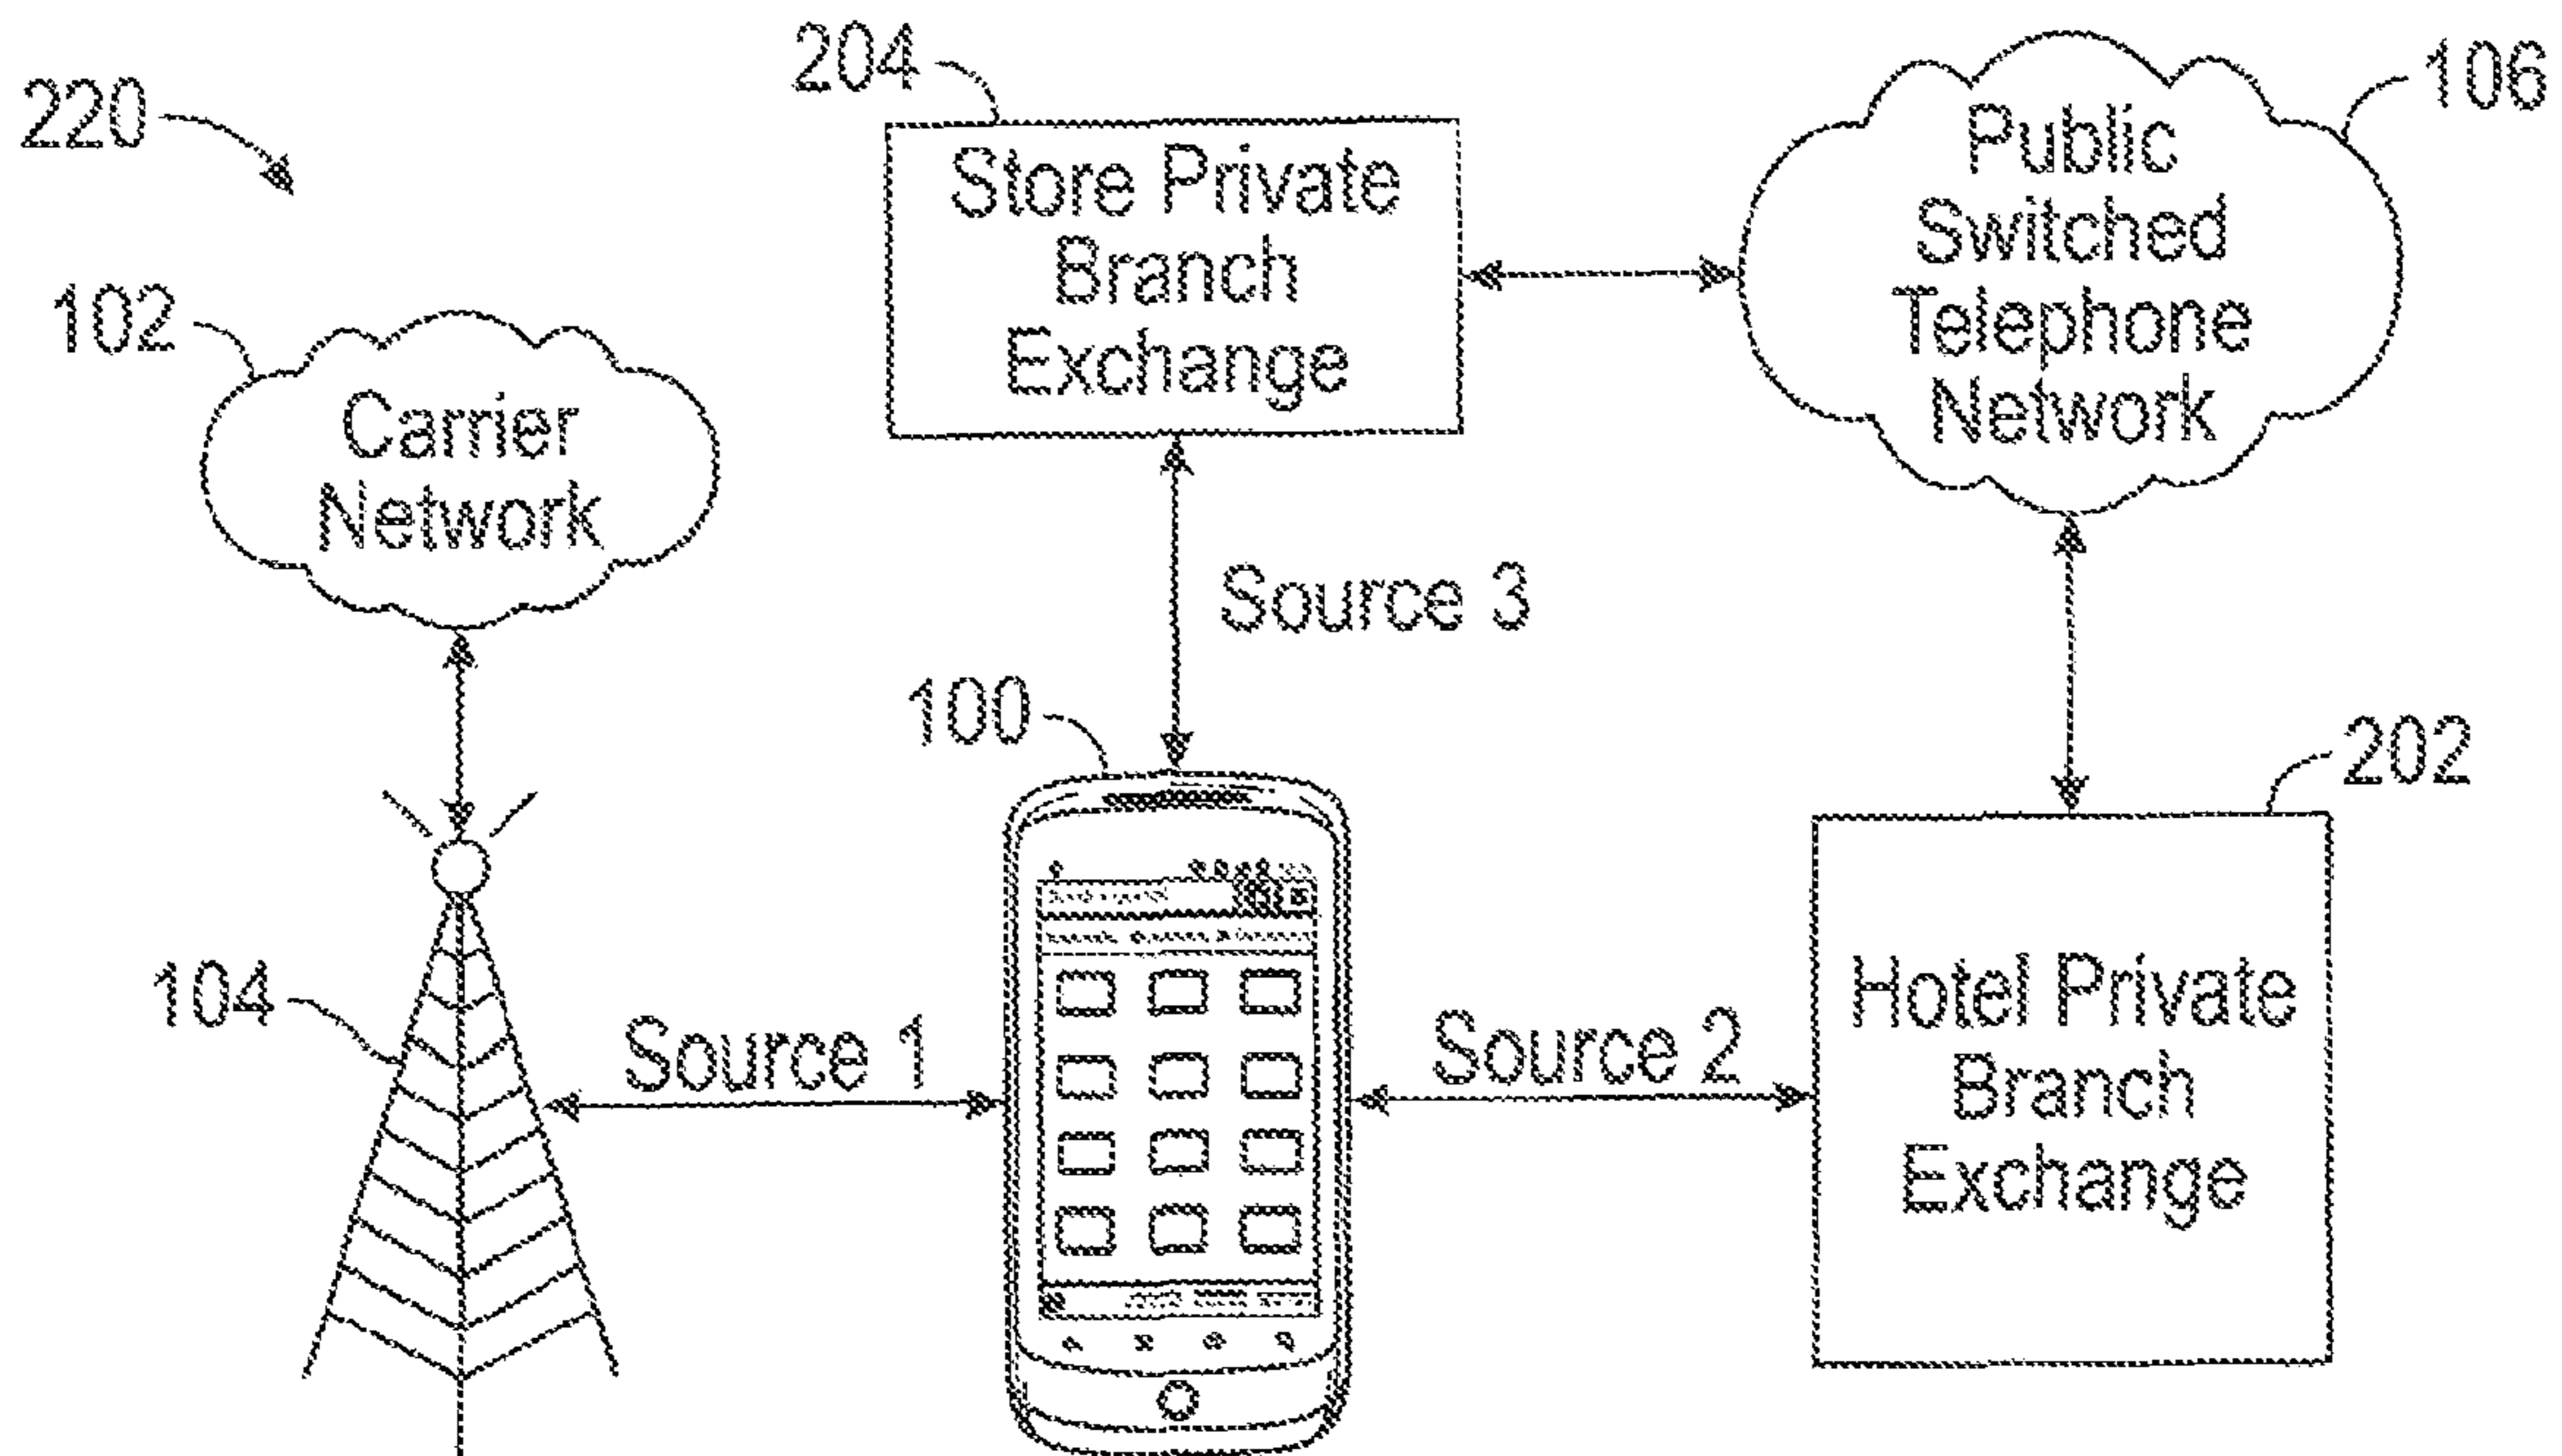 220
204
106
Store Private
Branch
Exchange
Public
Switched
Telephone
Network
102
Carrier
Network
Source 3
100
202
104
Source 1
Source 2
Hotel Private
Branch
Exchange